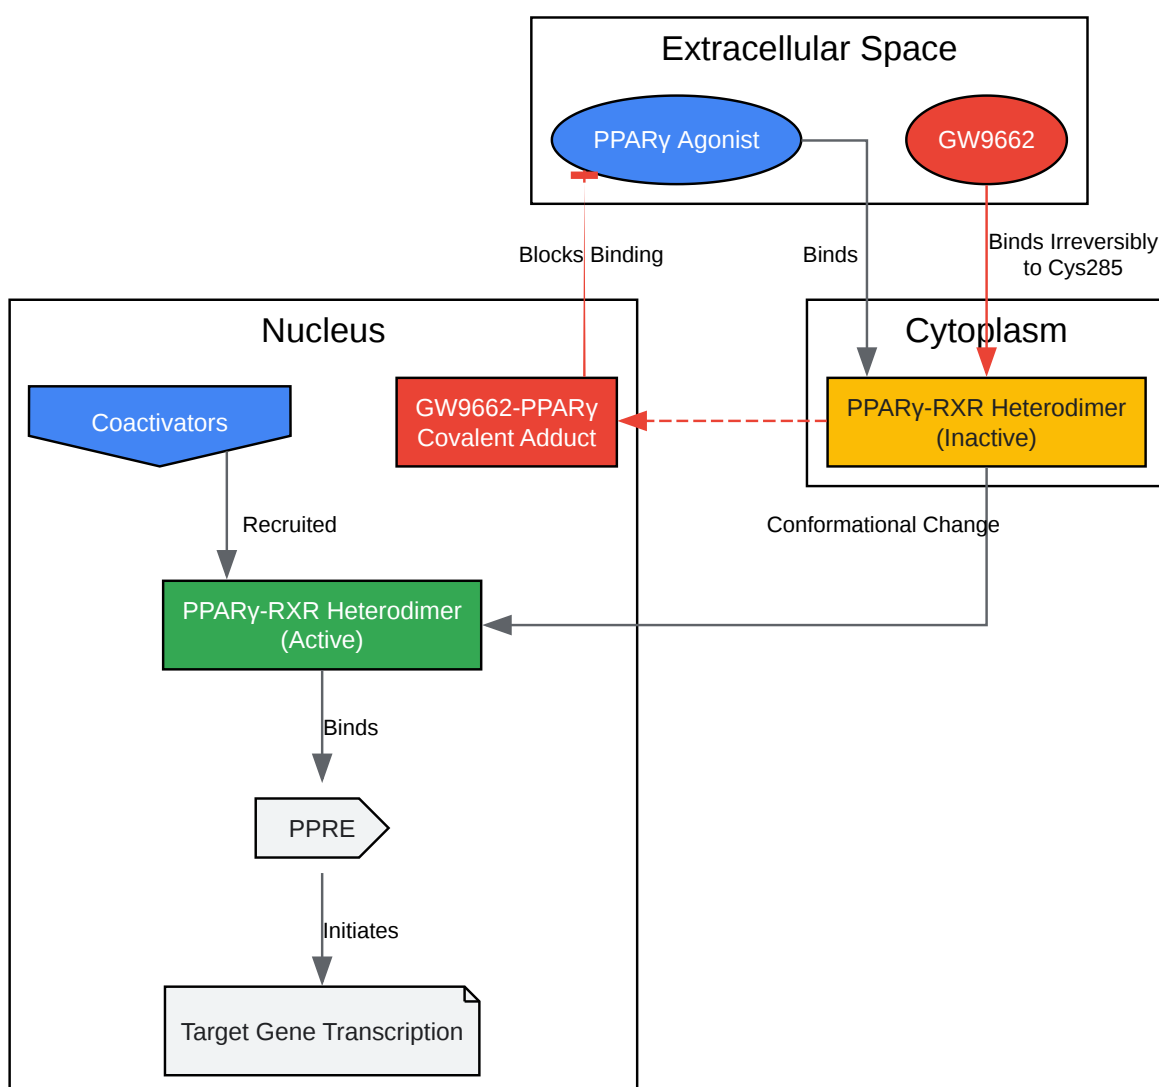 Extracellular Space
PPARγ Agonist
GW9662
Blocks Binding
Binds
Binds Irreversibly
to Cys285
Nucleus
Cytoplasm
Coactivators
GW9662-PPARγ
Covalent Adduct
PPARγ-RXR Heterodimer
(Inactive)
Recruited
Conformational Change
PPARγ-RXR Heterodimer
(Active)
Binds
PPRE
Initiates
Target Gene Transcription